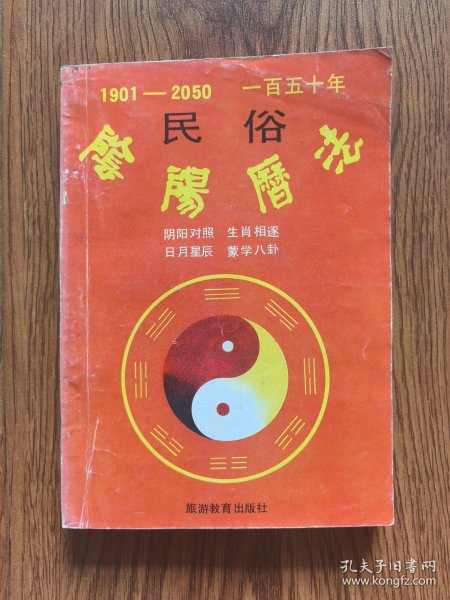 1901—2050 一百五十年
民俗
陰陽曆书
阴阳对照 生肖相逐
日月星辰 蒙学八卦
旅游教育出版社
孔夫子旧书网
www.kongfz.com